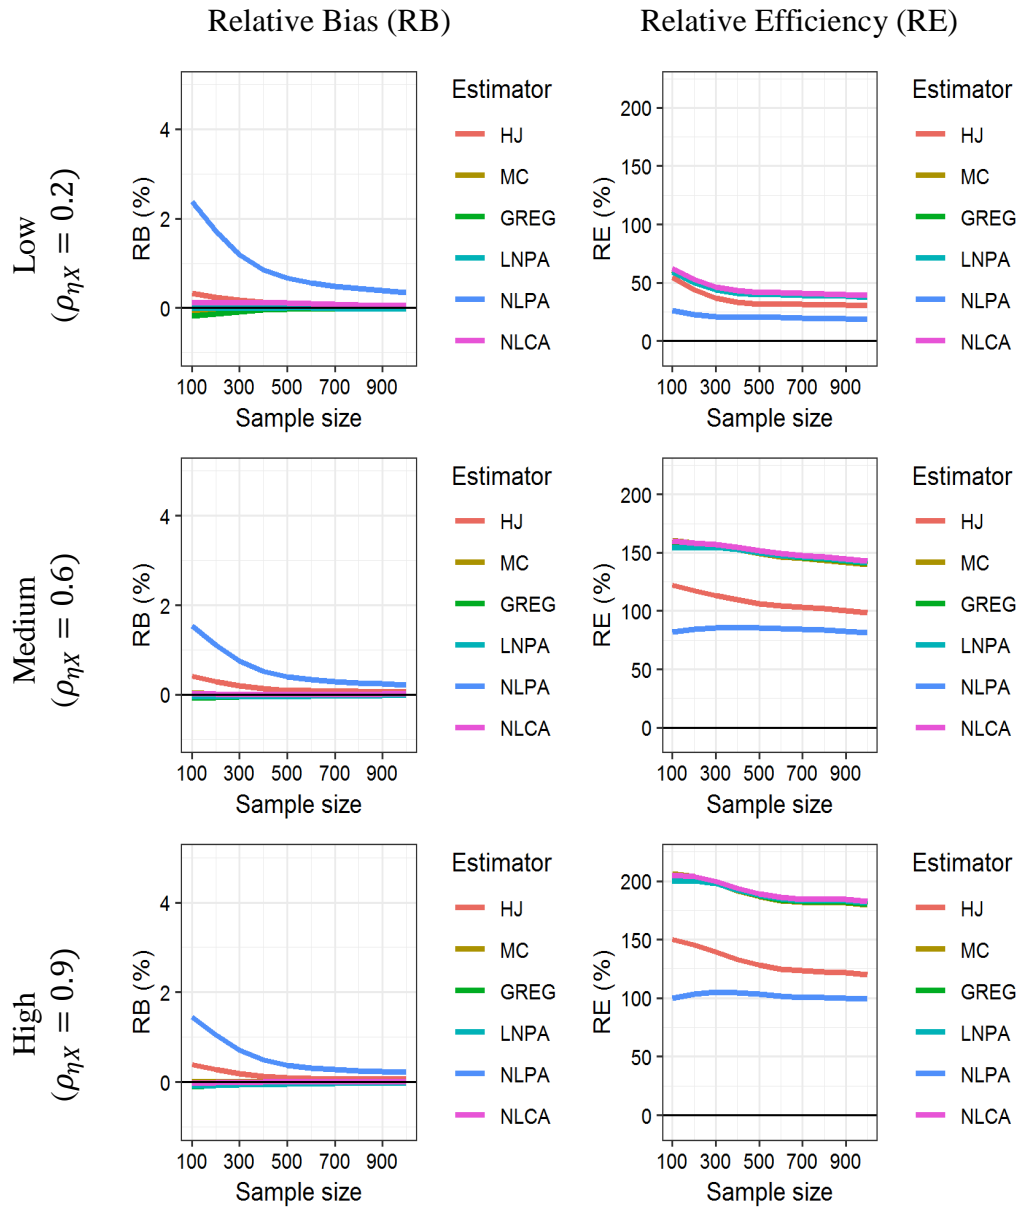 Relative Bias (RB)
Relative Efficiency (RE)
Low
(ρηX = 0.2)
RB (%)
4
2
0
100 300 500 700 900
Sample size
Estimator
HJ
MC
GREG
LNPA
NLPA
NLCA
RE (%)
200
150
100
50
0
100 300 500 700 900
Sample size
Estimator
HJ
MC
GREG
LNPA
NLPA
NLCA
Medium
(ρηX = 0.6)
RB (%)
4
2
0
100 300 500 700 900
Sample size
Estimator
HJ
MC
GREG
LNPA
NLPA
NLCA
RE (%)
200
150
100
50
0
100 300 500 700 900
Sample size
Estimator
HJ
MC
GREG
LNPA
NLPA
NLCA
High
(ρηX = 0.9)
RB (%)
4
2
0
100 300 500 700 900
Sample size
Estimator
HJ
MC
GREG
LNPA
NLPA
NLCA
RE (%)
200
150
100
50
0
100 300 500 700 900
Sample size
Estimator
HJ
MC
GREG
LNPA
NLPA
NLCA